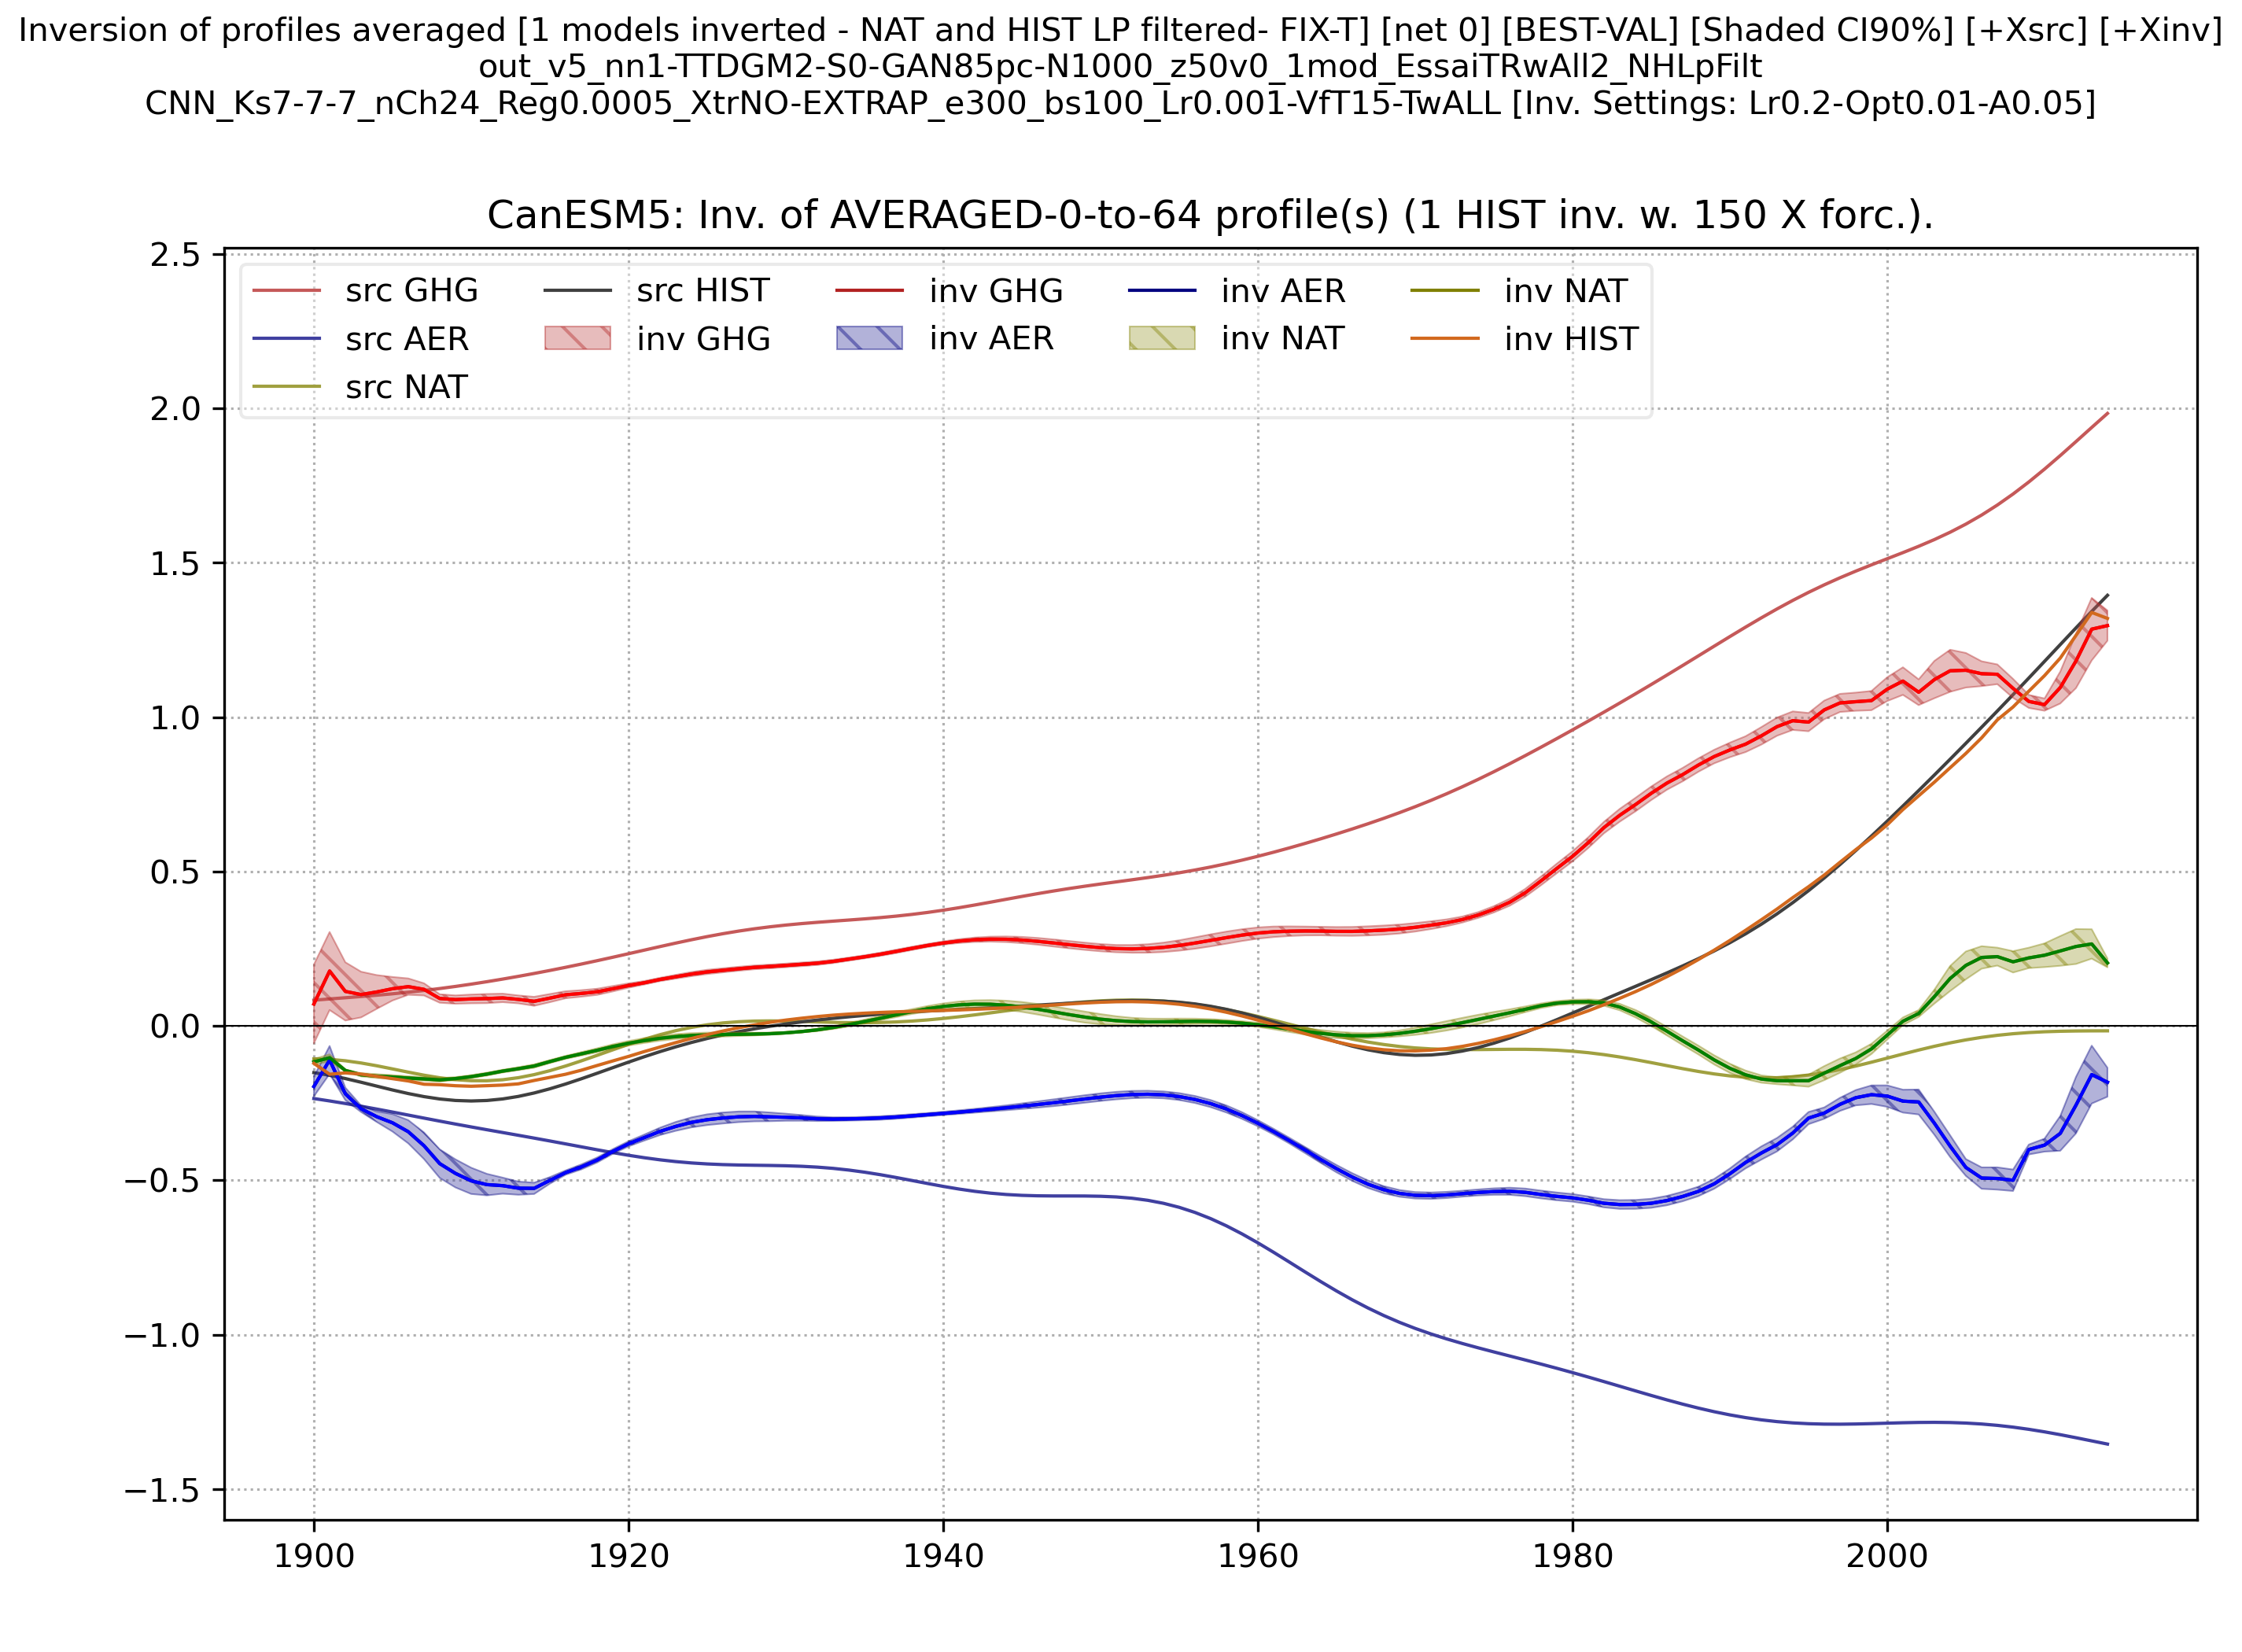 Inversion of profiles averaged [1 models inverted - NAT and HIST LP filtered- FIX-T] [net 0] [BEST-VAL] [Shaded CI90%] [+Xsrc] [+Xinv]
out_v5_nn1-TTDGM2-S0-GAN85pc-N1000_z50v0_1mod_EssaiTRwAll2_NHLpFilt
CNN_Ks7-7-7_nCh24_Reg0.0005_XtrNO-EXTRAP_e300_bs100_Lr0.001-VfT15-TwALL [Inv. Settings: Lr0.2-Opt0.01-A0.05]
CanESM5: Inv. of AVERAGED-0-to-64 profile(s) (1 HIST inv. w. 150 X forc.).
src GHG src HIST inv GHG inv AER inv NAT
src AER inv GHG inv AER inv NAT inv HIST
src NAT
2.5
2.0
1.5
1.0
0.5
0.0
−0.5
−1.0
−1.5
1900 1920 1940 1960 1980 2000